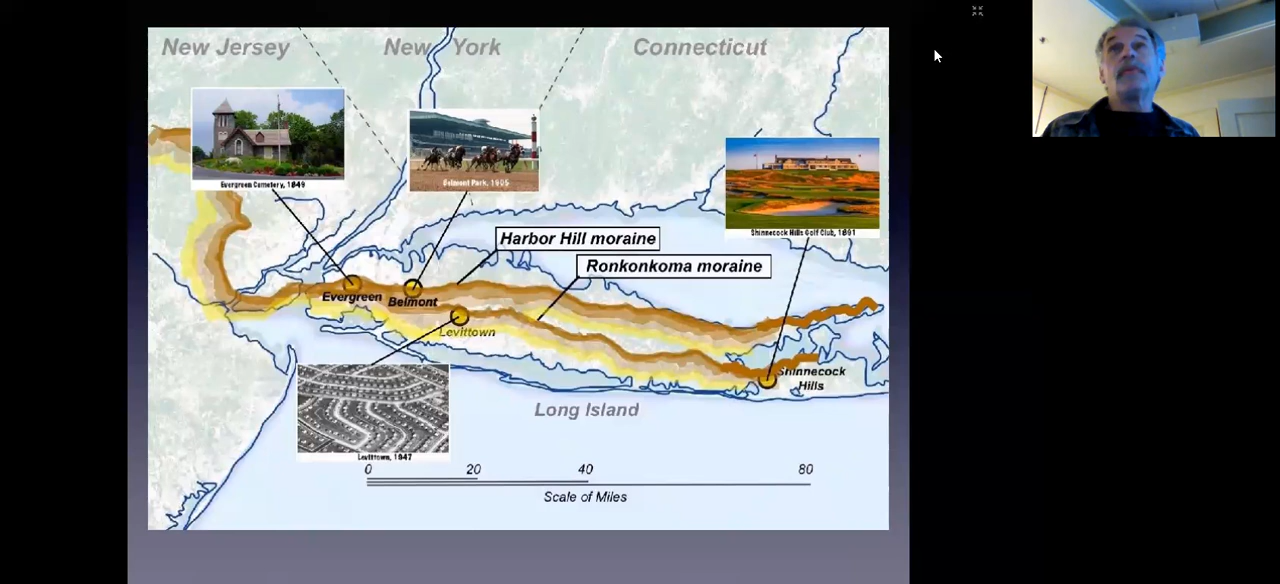 New Jersey
New York
Connecticut
Evergreen Cemetery, 1849
Belmont Park, 1905
Shinnecock Hills Golf Club, 1891
Harbor Hill moraine
Ronkonkoma moraine
Evergreen
Belmont
Levittown
Shinnecock
Hills
Levittown, 1947
Long Island
0 20 40 80
Scale of Miles